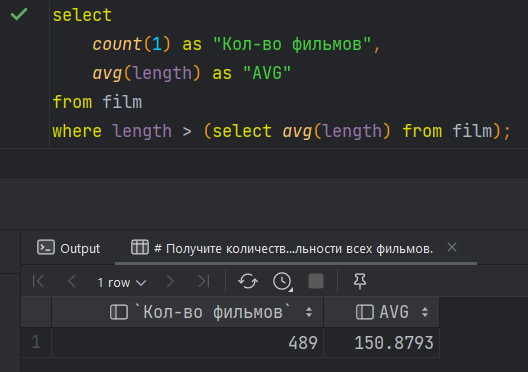 select
count(1) as "Кол-во фильмов",
avg(length) as "AVG"
from film
where length > (select avg(length) from film);
Output
# Получите количеств...льности всех фильмов.
1 row
`Кол-во фильмов` AVG
1 489 150.8793